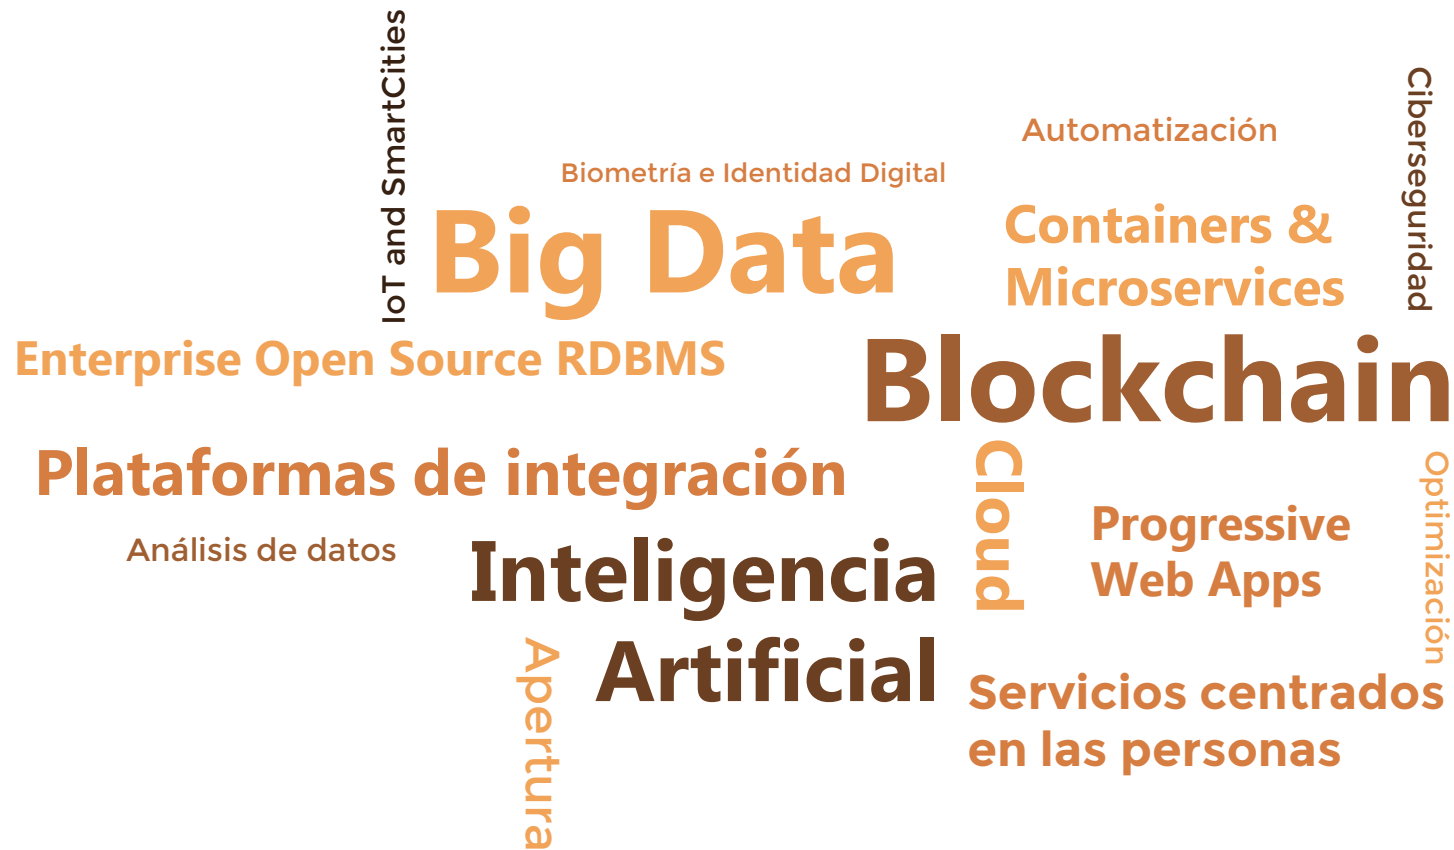 IoT and SmartCities
Ciberseguridad
Automatización
Biometría e Identidad Digital
Big Data
Containers &
Microservices
Enterprise Open Source RDBMS
Blockchain
Plataformas de integración
Cloud
Optimización
Progressive
Web Apps
Análisis de datos
Inteligencia
Artificial
Apertura
Servicios centrados
en las personas